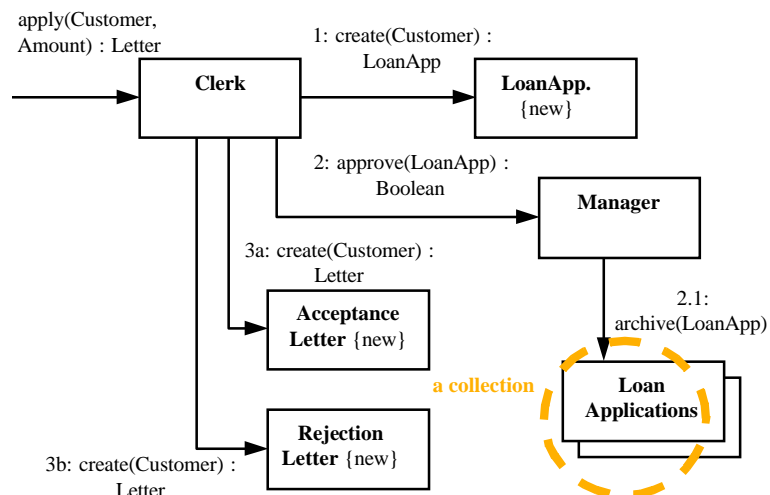 apply(Customer,
Amount) : Letter
1: create(Customer) :
LoanApp
Clerk
LoanApp.
{new}
2: approve(LoanApp) :
Boolean
Manager
3a: create(Customer) :
Letter
2.1:
archive(LoanApp)
Acceptance
Letter {new}
a collection
Loan
Applications
Rejection
Letter {new}
3b: create(Customer) :
Letter